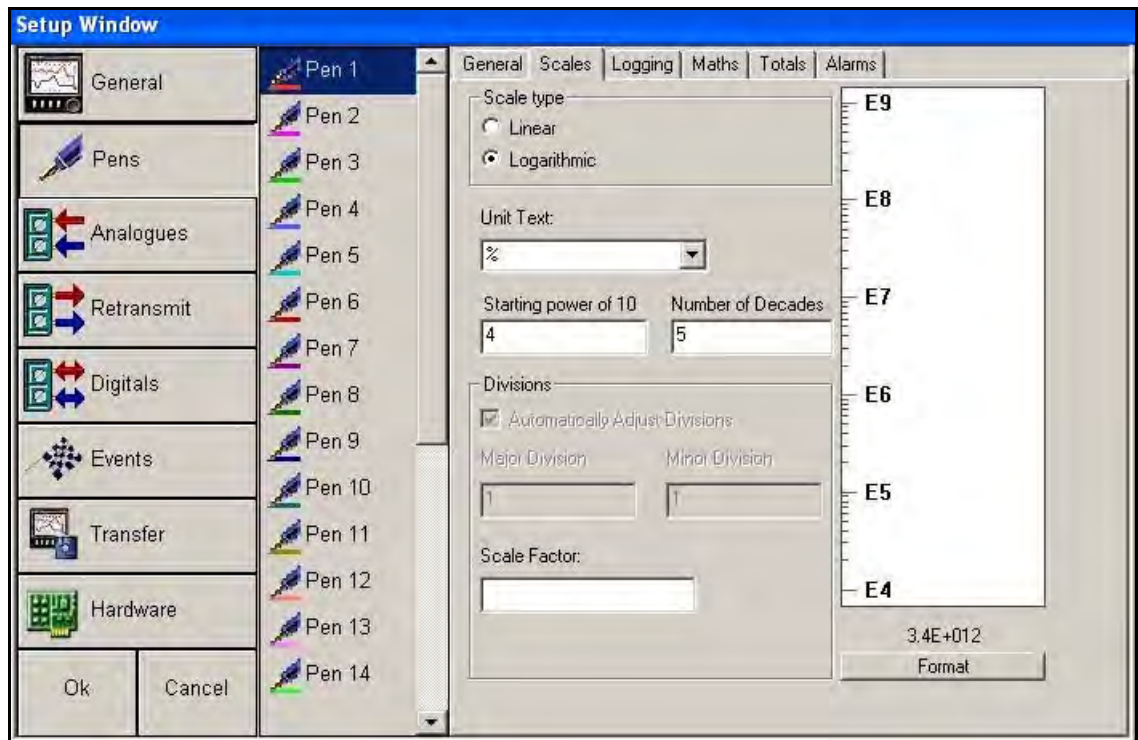 Setup Window
General
Pens
Analogues
Retransmit
Digitals
Events
Transfer
Hardware
Ok
Cancel
Pen 1
Pen 2
Pen 3
Pen 4
Pen 5
Pen 6
Pen 7
Pen 8
Pen 9
Pen 10
Pen 11
Pen 12
Pen 13
Pen 14
General Scales Logging Maths Totals Alarms
Scale type
Linear
Logarithmic
Unit Text:
%
Starting power of 10 Number of Decades
4 5
Divisions
Automatically Adjust Divisions
Major Division Minor Division
1 1
Scale Factor:
E9
E8
E7
E6
E5
E4
3.4E+012
Format